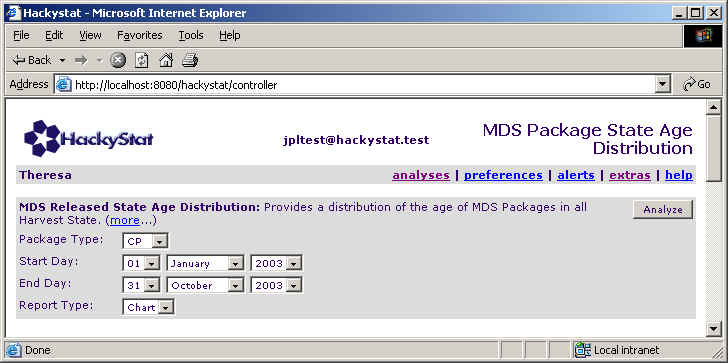 Hackystat - Microsoft Internet Explorer
File Edit View Favorites Tools Help
Back
Address http://localhost:8080/hackystat/controller Go
HackyStat
jpltest@hackystat.test
MDS Package State Age
Distribution
Theresa analyses | preferences | alerts | extras | help
MDS Released State Age Distribution: Provides a distribution of the age of MDS Packages in all
Harvest State. (more...)
Analyze
Package Type: CP
Start Day: 01 January 2003
End Day: 31 October 2003
Report Type: Chart
Done Local intranet